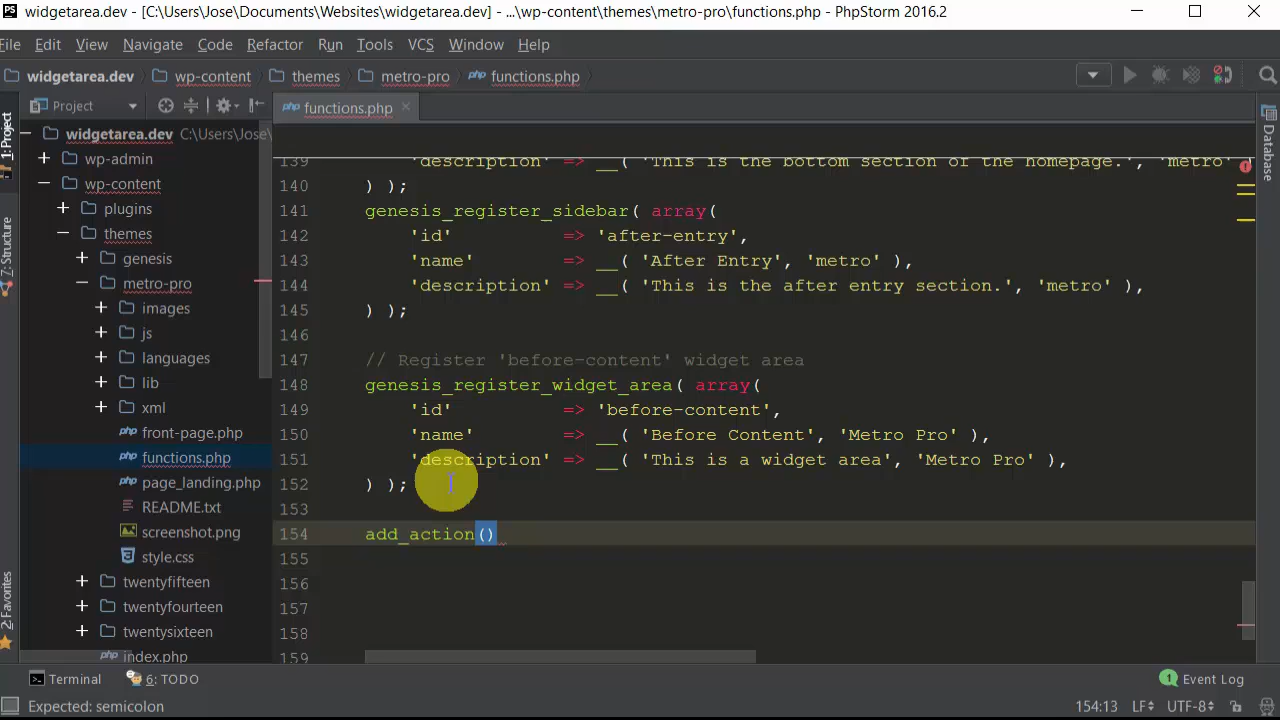 PS widgetarea.dev - [C:\Users\Jose\Documents\Websites\widgetarea.dev] - ...\wp-content\themes\metro-pro\functions.php - PhpStorm 2016.2
File Edit View Navigate Code Refactor Run Tools VCS Window Help
widgetarea.dev wp-content themes metro-pro php functions.php
Project
php functions.php
1: Project
7: Structure
2: Favorites
Database
widgetarea.dev C:\Users\Jose\
wp-admin
wp-content
plugins
themes
genesis
metro-pro
images
js
languages
lib
xml
php front-page.php
php functions.php
php page_landing.php
README.txt
screenshot.png
style.css
twentyfifteen
twentyfourteen
twentysixteen
php index.php
139 'description' => __( 'This is the bottom section of the homepage.', 'metro'
140 ) );
141 genesis_register_sidebar( array(
142 'id' => 'after-entry',
143 'name' => __( 'After Entry', 'metro' ),
144 'description' => __( 'This is the after entry section.', 'metro' ),
145 ) );
146
147 // Register 'before-content' widget area
148 genesis_register_widget_area( array(
149 'id' => 'before-content',
150 'name' => __( 'Before Content', 'Metro Pro' ),
151 'description' => __( 'This is a widget area', 'Metro Pro' ),
152 ) );
153
154 add_action()
155
156
157
158
159
Terminal 6: TODO 1 Event Log
Expected: semicolon 154:13 LF UTF-8